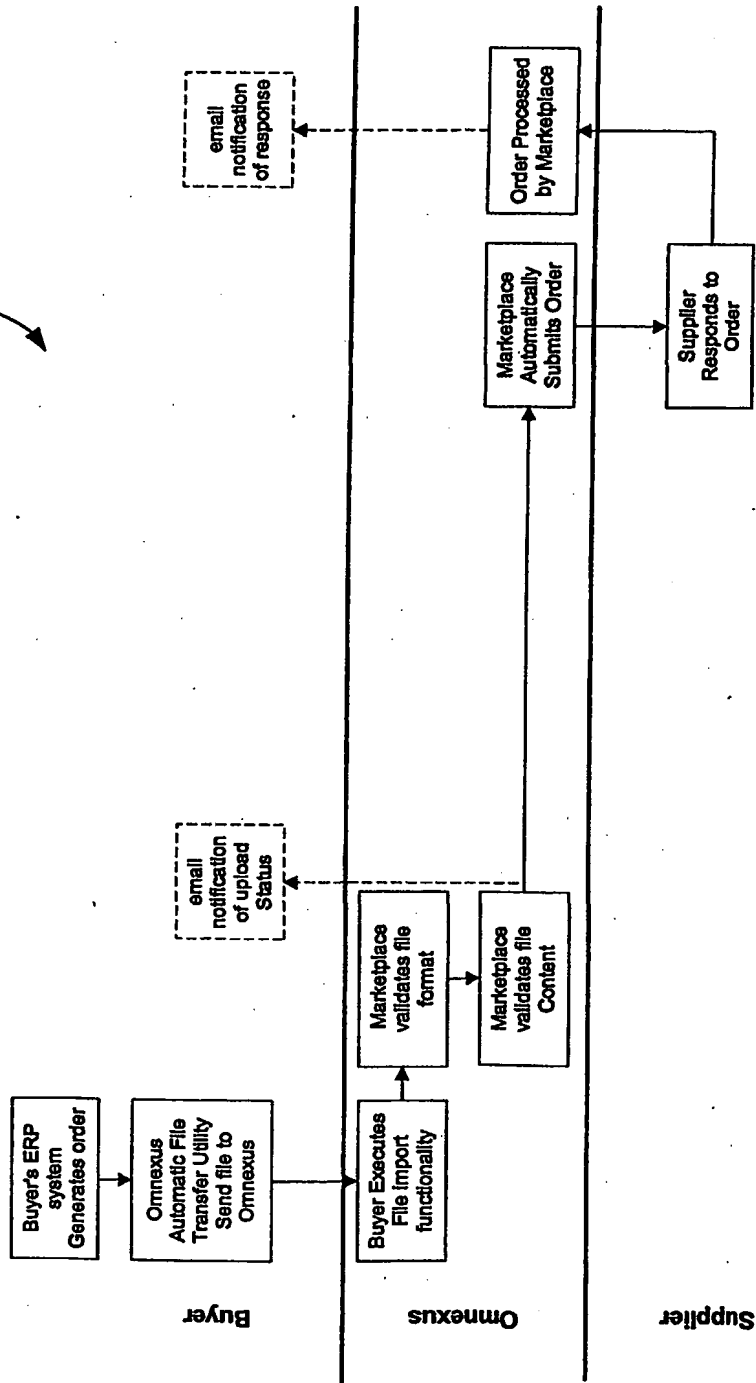 Buyer's ERP
system
Generates order
Omnexus
Automatic File
Transfer Utility
Send file to
Omnexus
Buyer
email
notification
of upload
Status
email
notification
of response
Buyer Executes
File Import
functionality
Marketplace
validates file
format
Marketplace
validates file
Content
Marketplace
Automatically
Submits Order
Order Processed
by Marketplace
Omnexus
Supplier
Responds to
Order
Supplier